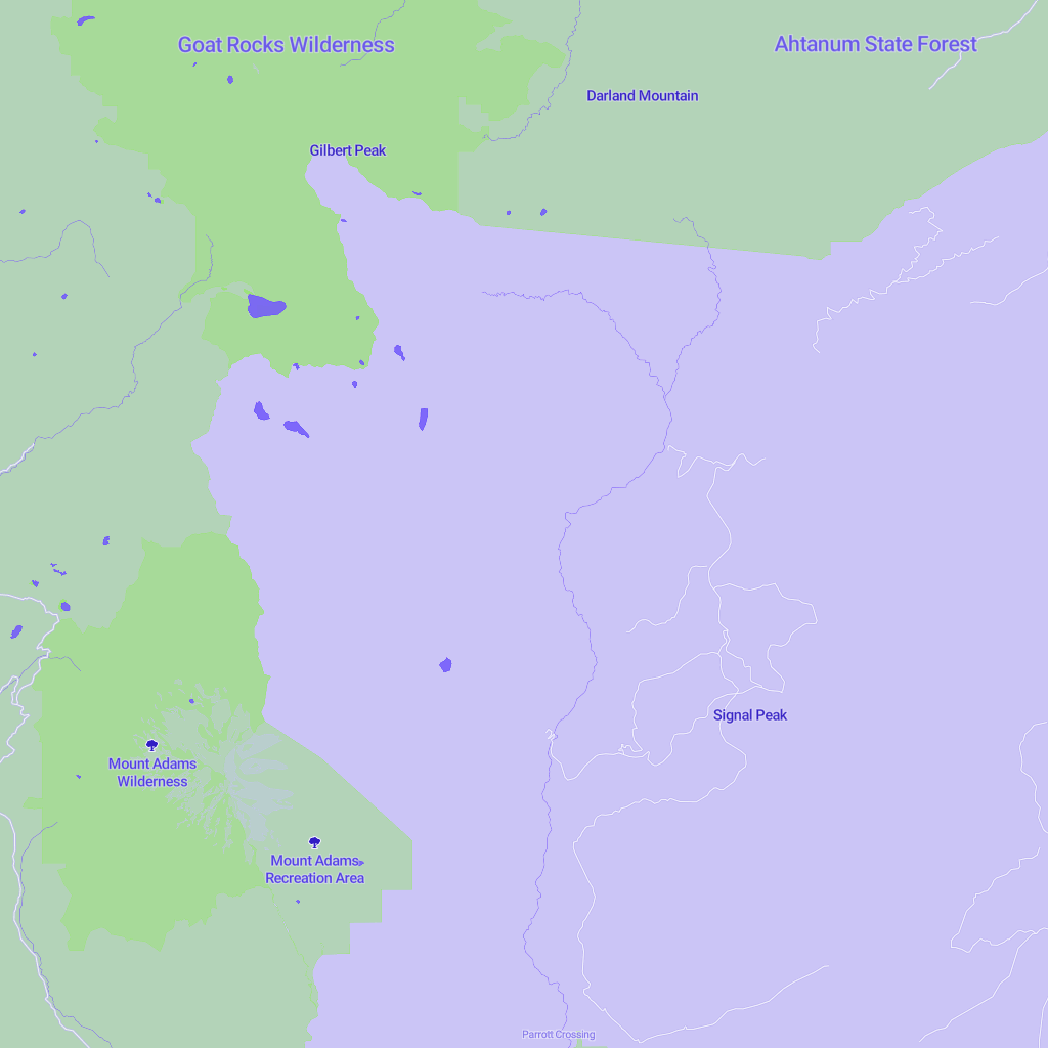 Goat Rocks Wilderness
Ahtanum State Forest
Darland Mountain
Gilbert Peak
Signal Peak
Mount Adams
Wilderness
Mount Adams
Recreation Area
Parrott Crossing